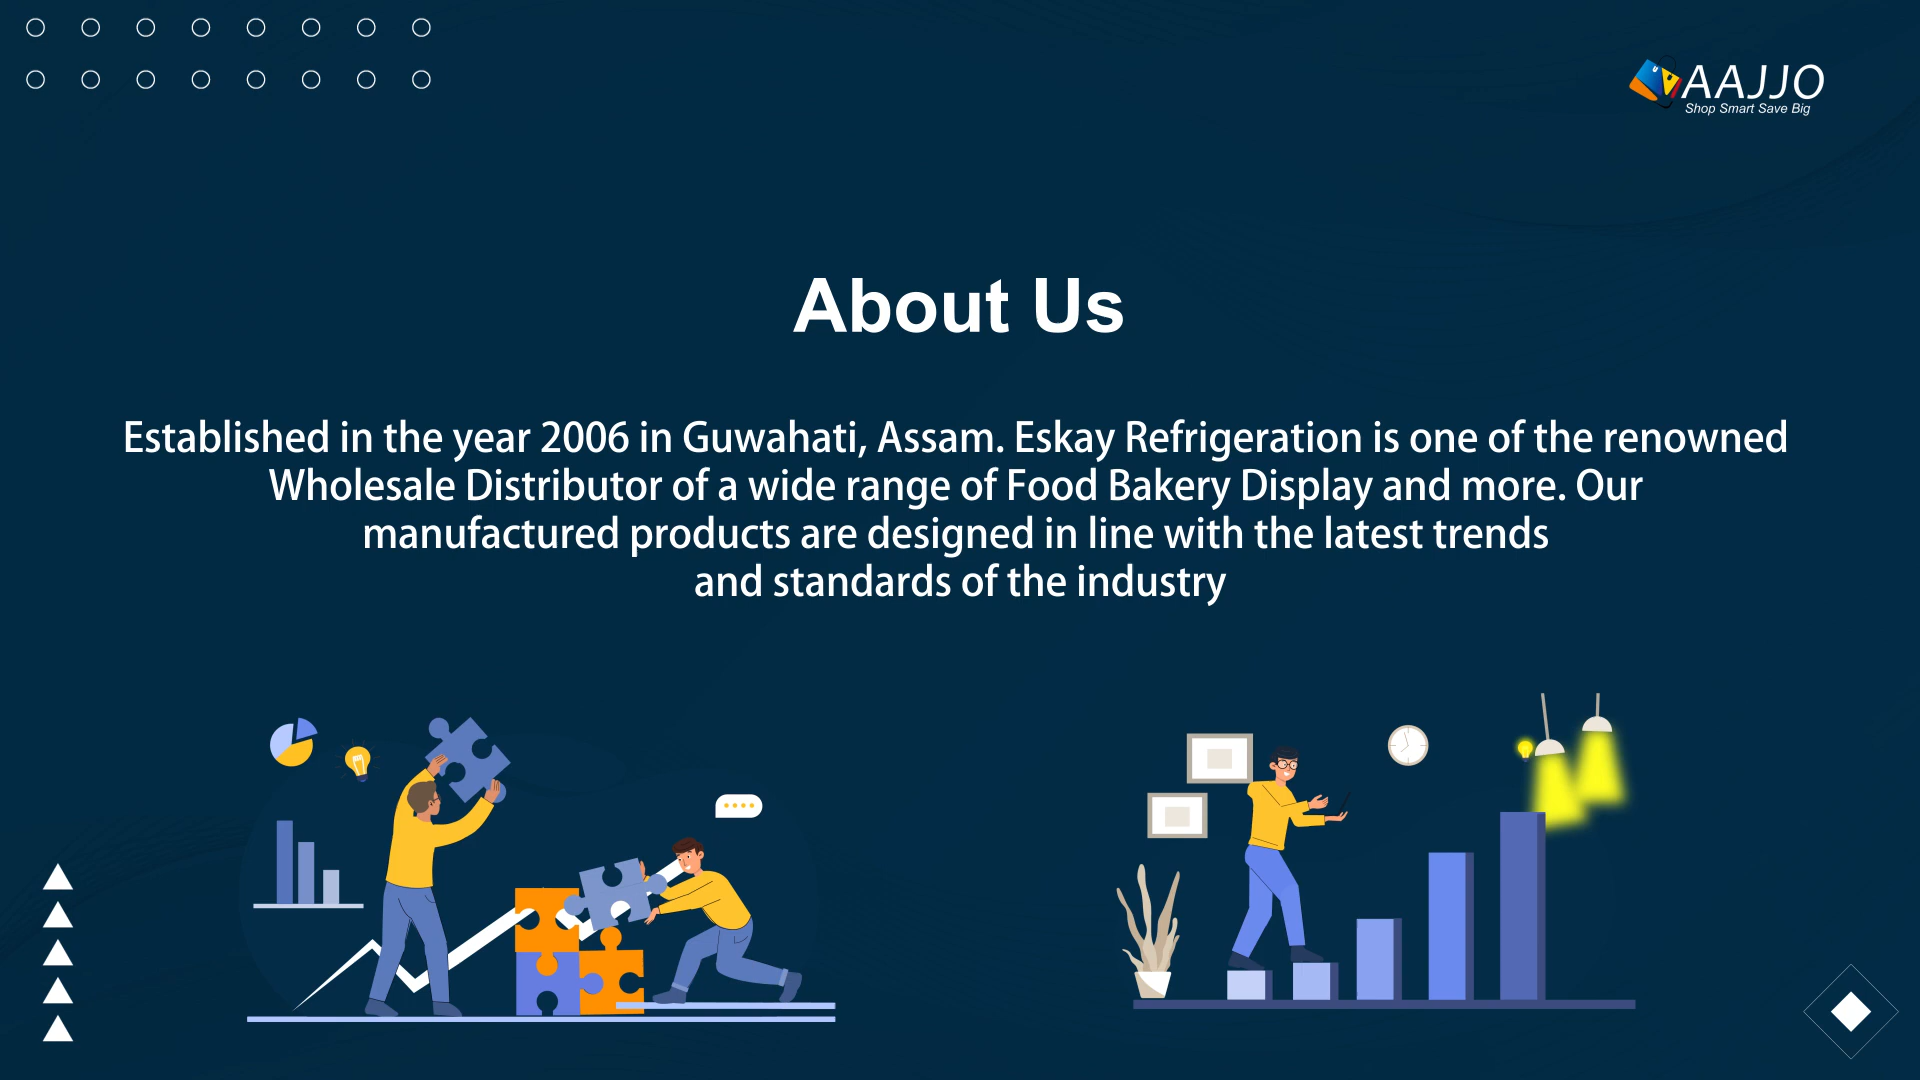 AAJJO
Shop Smart Save Big
About Us
Established in the year 2006 in Guwahati, Assam. Eskay Refrigeration is one of the renowned
Wholesale Distributor of a wide range of Food Bakery Display and more. Our
manufactured products are designed in line with the latest trends
and standards of the industry